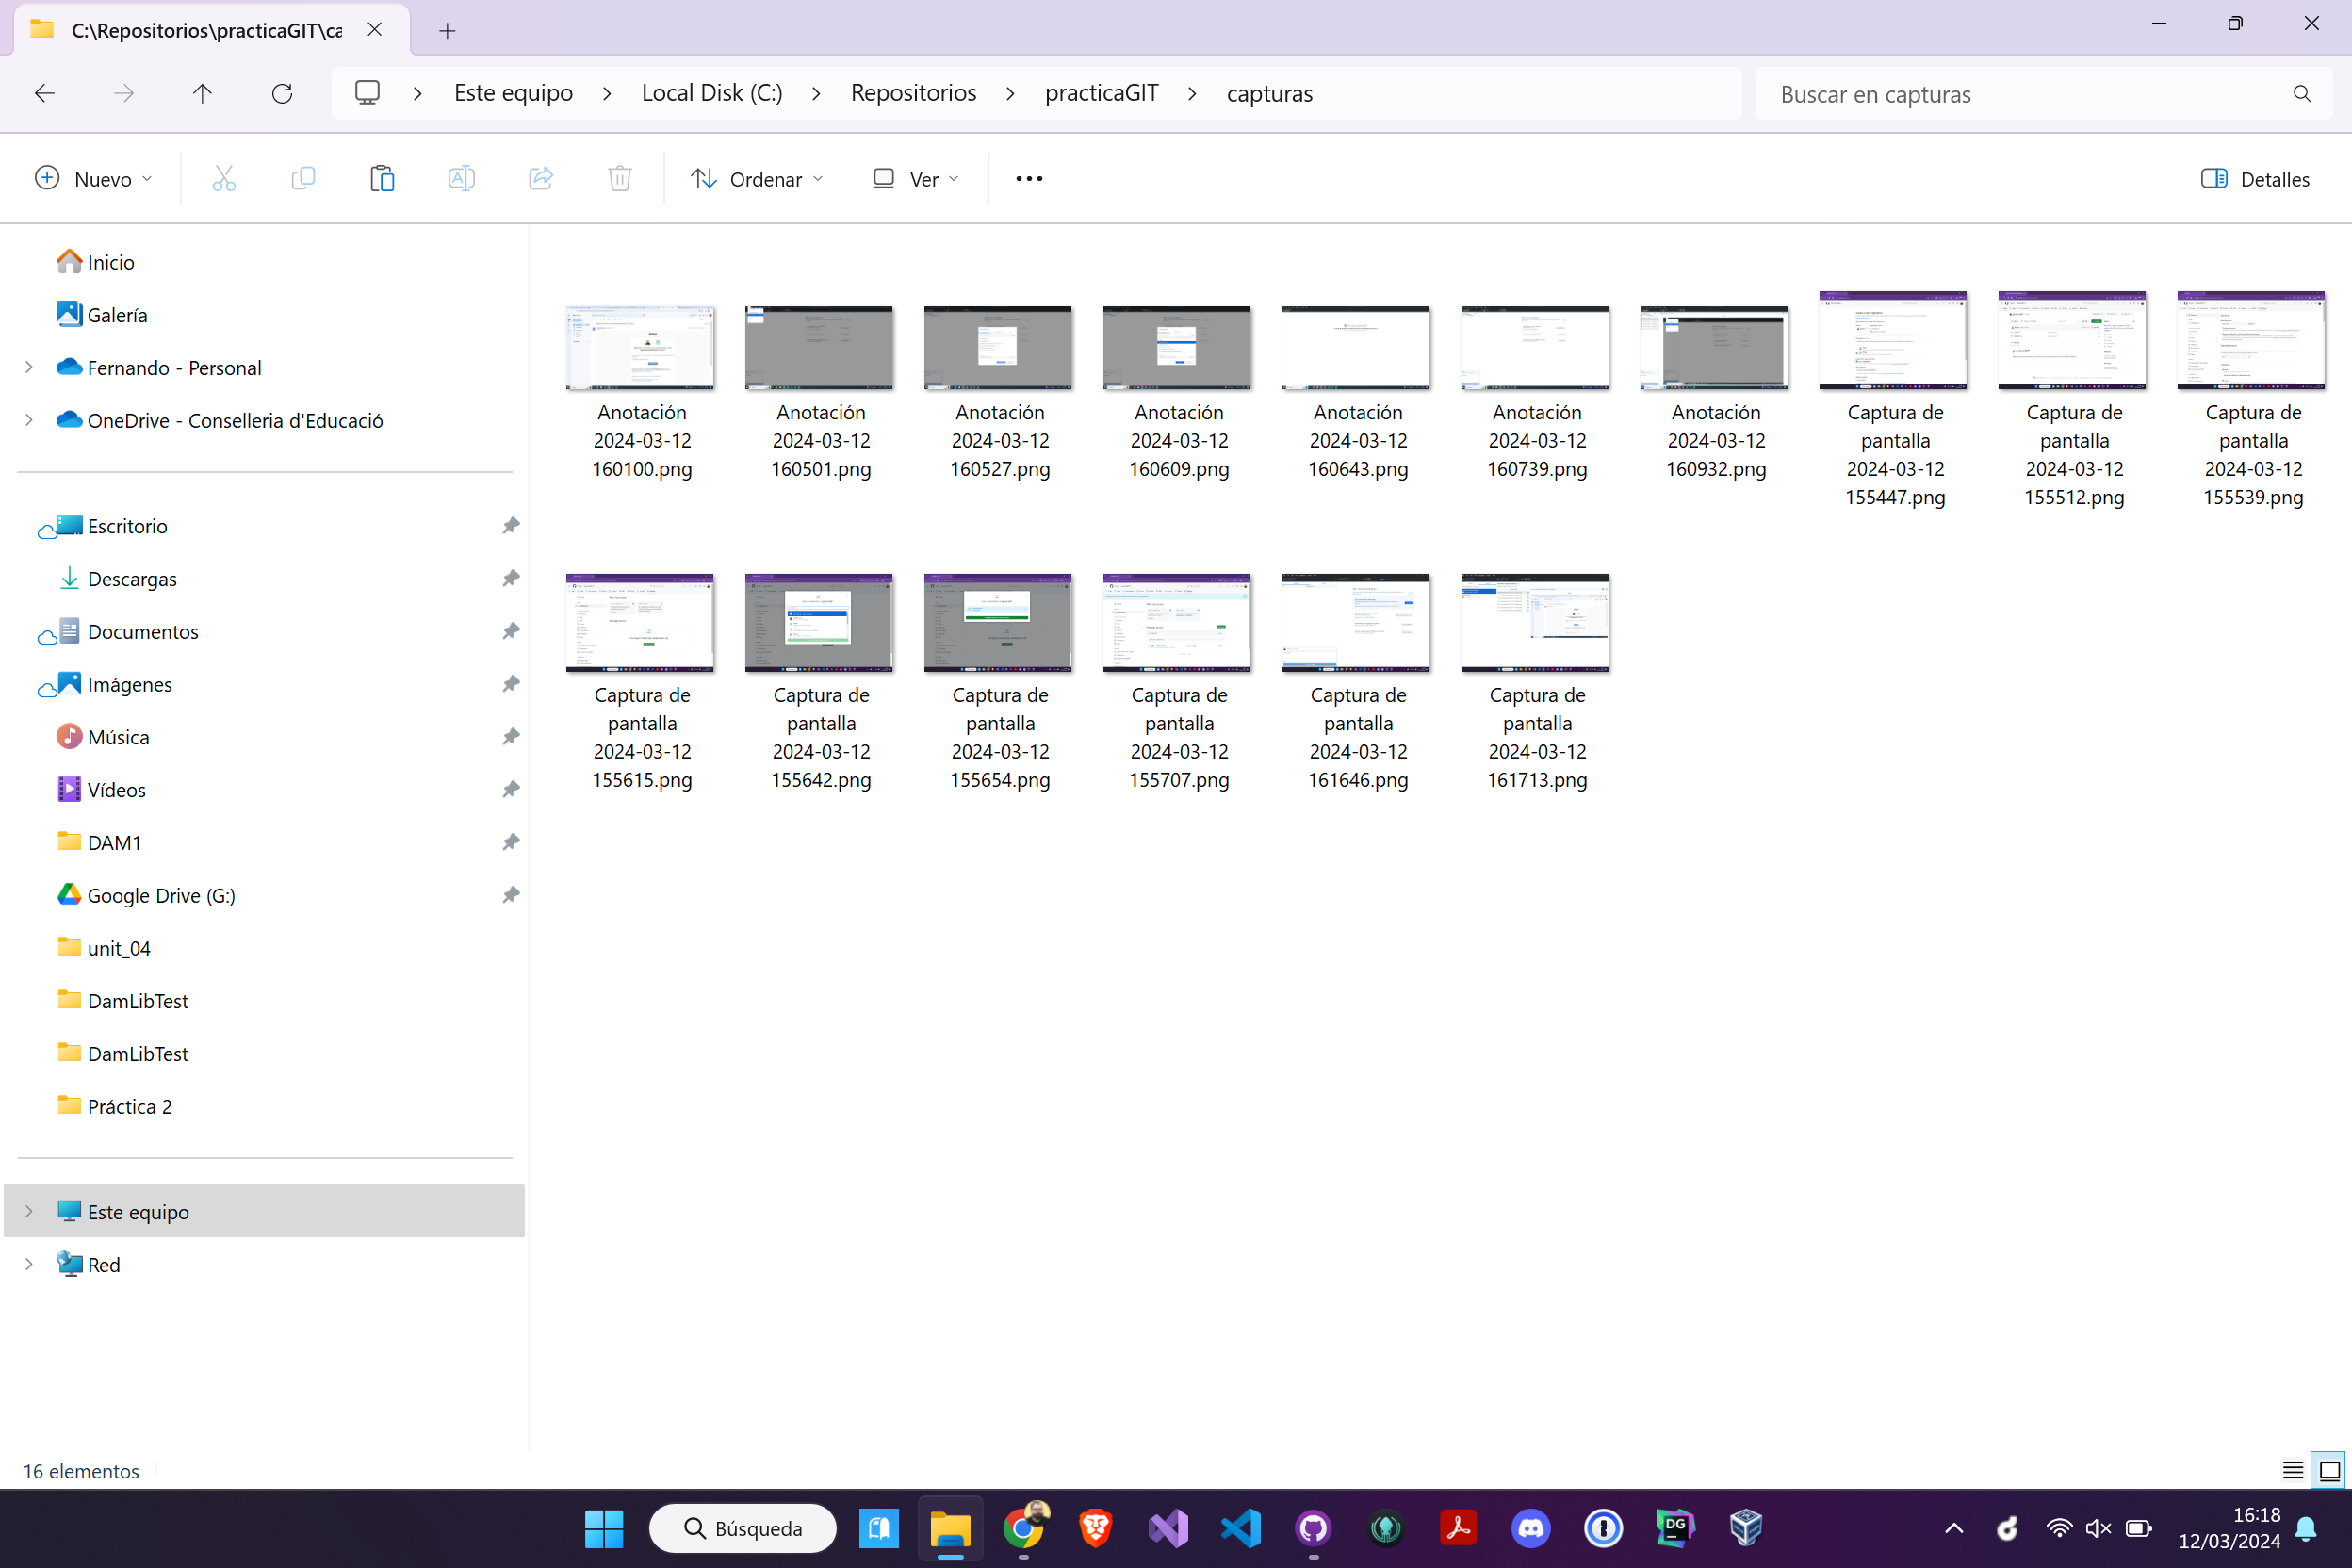 C:\Repositorios\practicaGIT\ca
Este equipo
Local Disk (C:)
Repositorios
practicaGIT
capturas
Buscar en capturas
Nuevo
Ordenar
Ver
Detalles
Inicio
Galería
Fernando - Personal
OneDrive - Conselleria d'Educació
Escritorio
Descargas
Documentos
Imágenes
Música
Vídeos
DAM1
Google Drive (G:)
unit_04
DamLibTest
DamLibTest
Práctica 2
Este equipo
Red
Anotación
2024-03-12
160100.png
Anotación
2024-03-12
160501.png
Anotación
2024-03-12
160527.png
Anotación
2024-03-12
160609.png
Anotación
2024-03-12
160643.png
Anotación
2024-03-12
160739.png
Anotación
2024-03-12
160932.png
Captura de
pantalla
2024-03-12
155447.png
Captura de
pantalla
2024-03-12
155512.png
Captura de
pantalla
2024-03-12
155539.png
Captura de
pantalla
2024-03-12
155615.png
Captura de
pantalla
2024-03-12
155642.png
Captura de
pantalla
2024-03-12
155654.png
Captura de
pantalla
2024-03-12
155707.png
Captura de
pantalla
2024-03-12
161646.png
Captura de
pantalla
2024-03-12
161713.png
16 elementos
Búsqueda
DG
16:18
12/03/2024